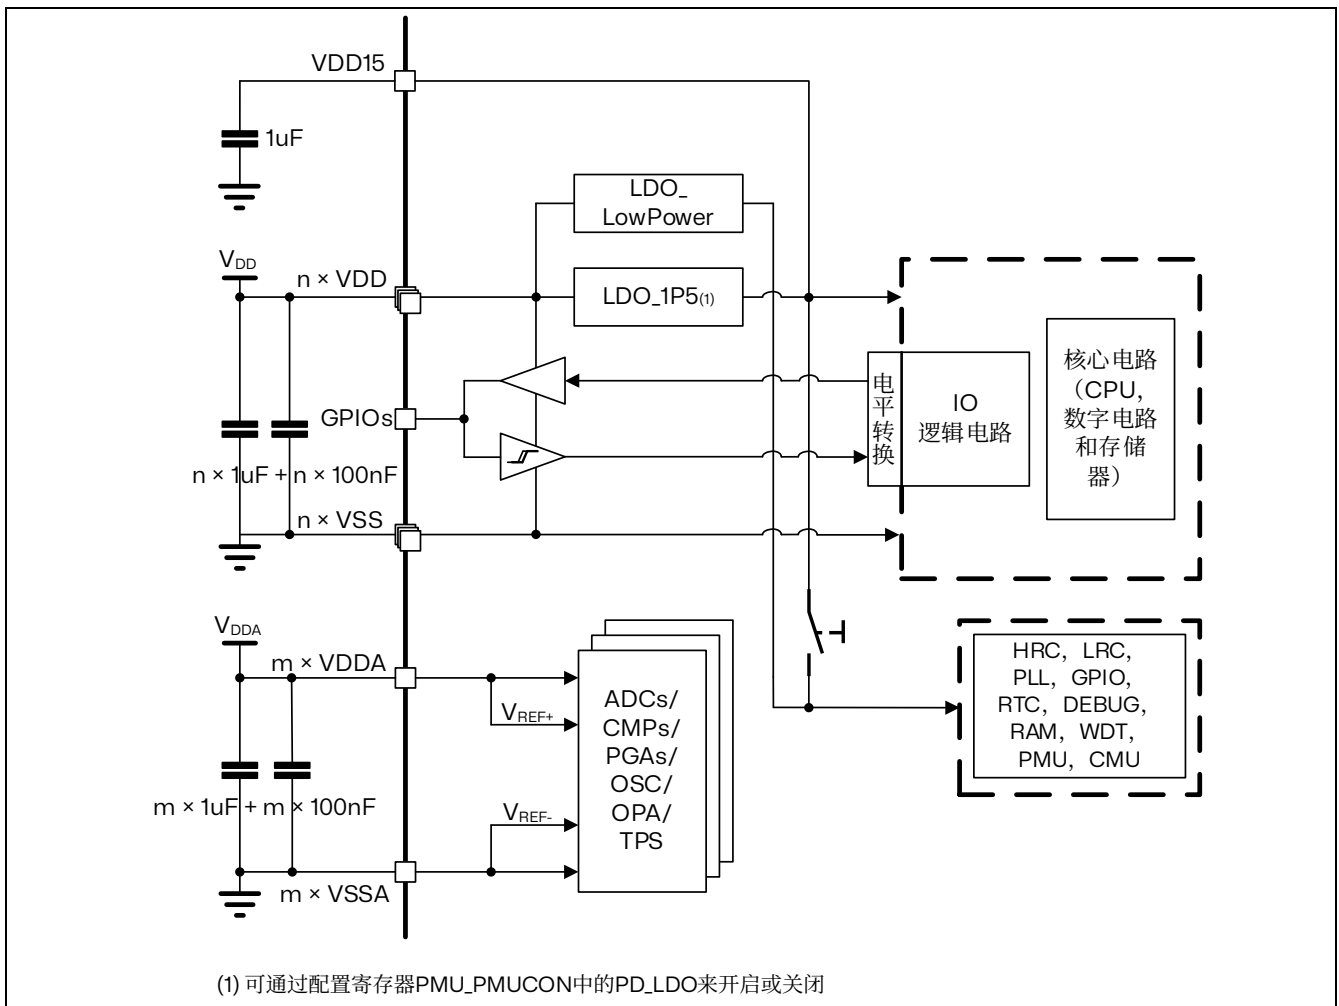 VDD15
1uF
LDO_
LowPower
VDD
n × VDD
LDO_1P5(1)
GPIOs
n × 1uF + n × 100nF
n × VSS
电平转换
IO
逻辑电路
核心电路
（CPU，
数字电路
和存储
器）
VDDA
m × VDDA
VREF+
ADCs/
CMPs/
PGAs/
OSC/
OPA/
TPS
VREF-
m × 1uF + m × 100nF
m × VSSA
HRC，LRC，
PLL，GPIO，
RTC，DEBUG，
RAM，WDT，
PMU，CMU
(1) 可通过配置寄存器PMU_PMUCON中的PD_LDO来开启或关闭